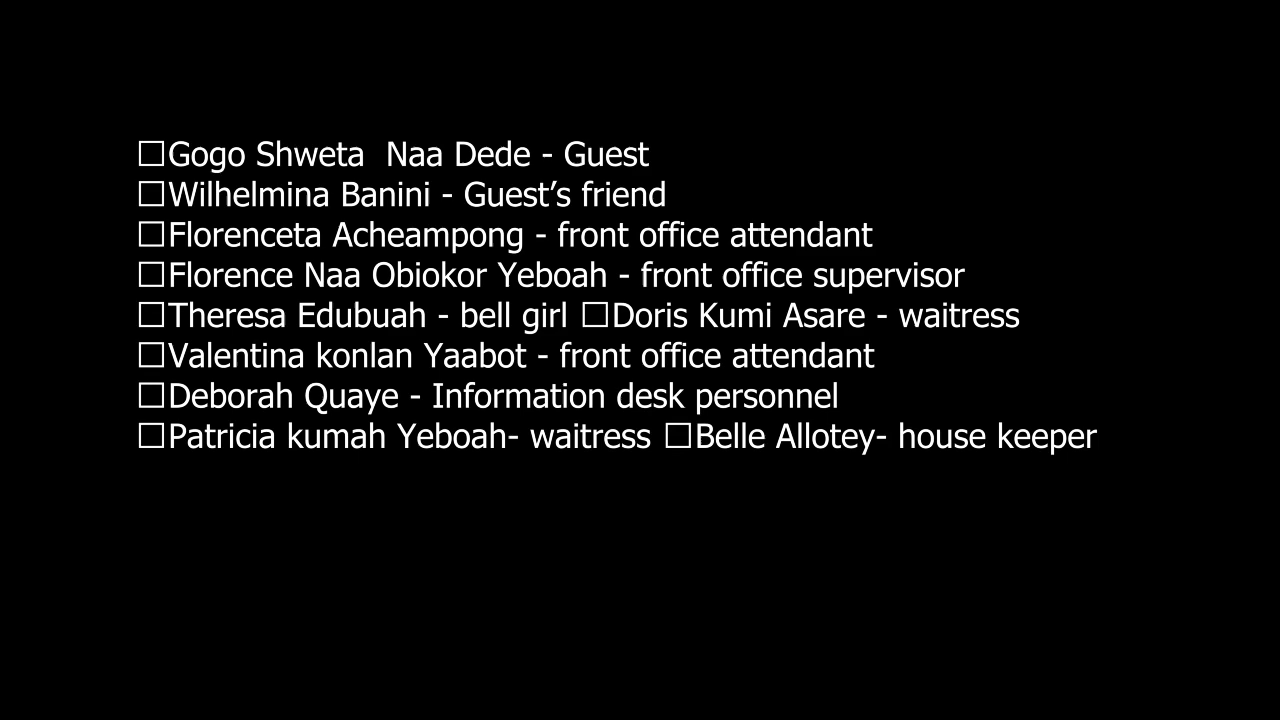 ☐Gogo Shweta  Naa Dede - Guest
☐Wilhelmina Banini - Guest’s friend
☐Florenceta Acheampong - front office attendant
☐Florence Naa Obiokor Yeboah - front office supervisor
☐Theresa Edubuah - bell girl ☐Doris Kumi Asare - waitress
☐Valentina konlan Yaabot - front office attendant
☐Deborah Quaye - Information desk personnel
☐Patricia kumah Yeboah- waitress ☐Belle Allotey- house keeper